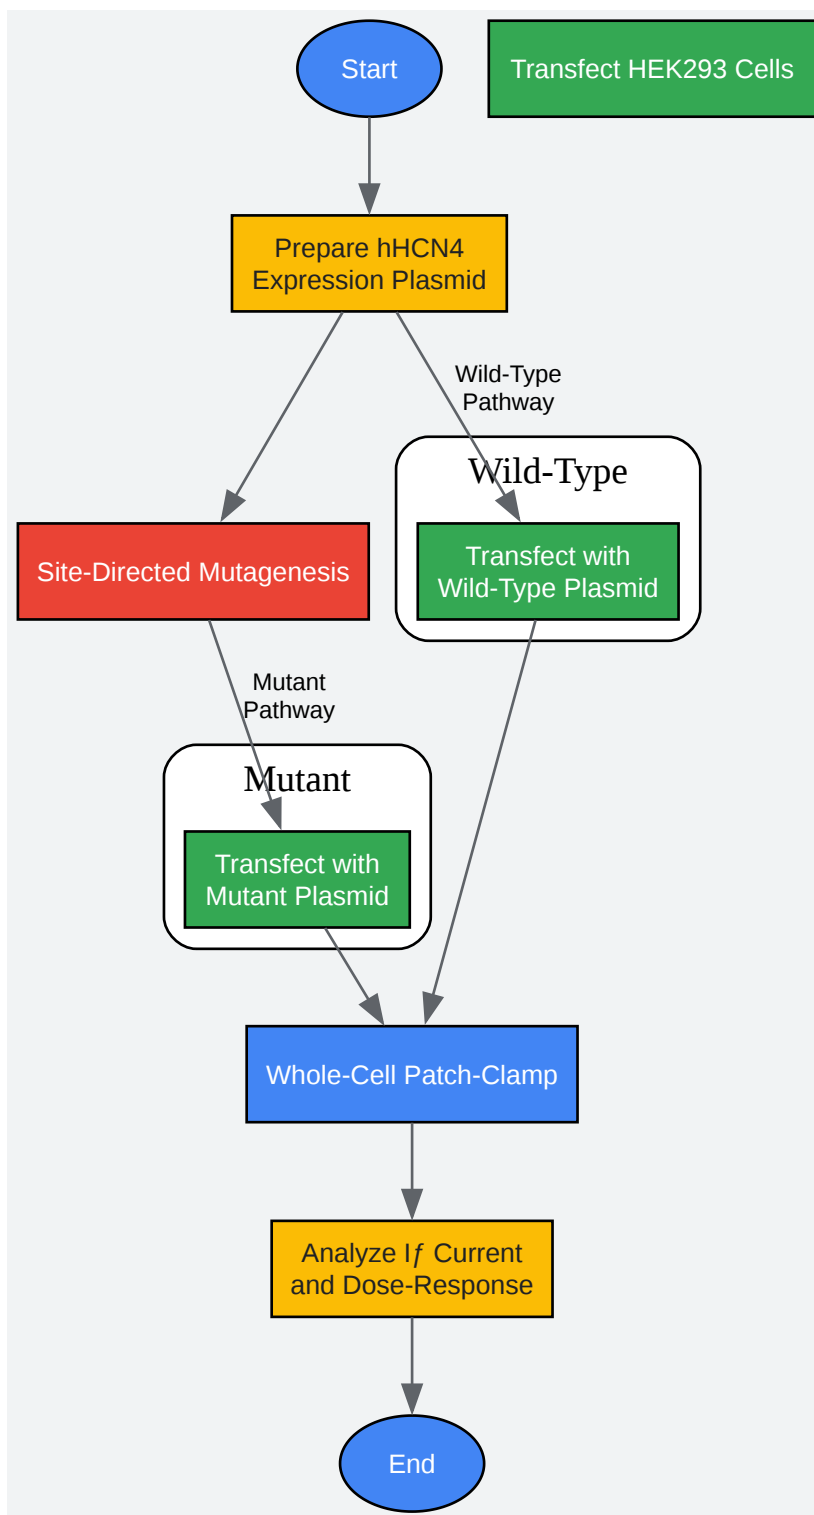 Start
Transfect HEK293 Cells
Prepare hHCN4
Expression Plasmid
Wild-Type
Pathway
Wild-Type
Transfect with
Wild-Type Plasmid
Site-Directed Mutagenesis
Mutant
Pathway
Mutant
Transfect with
Mutant Plasmid
Whole-Cell Patch-Clamp
Analyze Iƒ Current
and Dose-Response
End